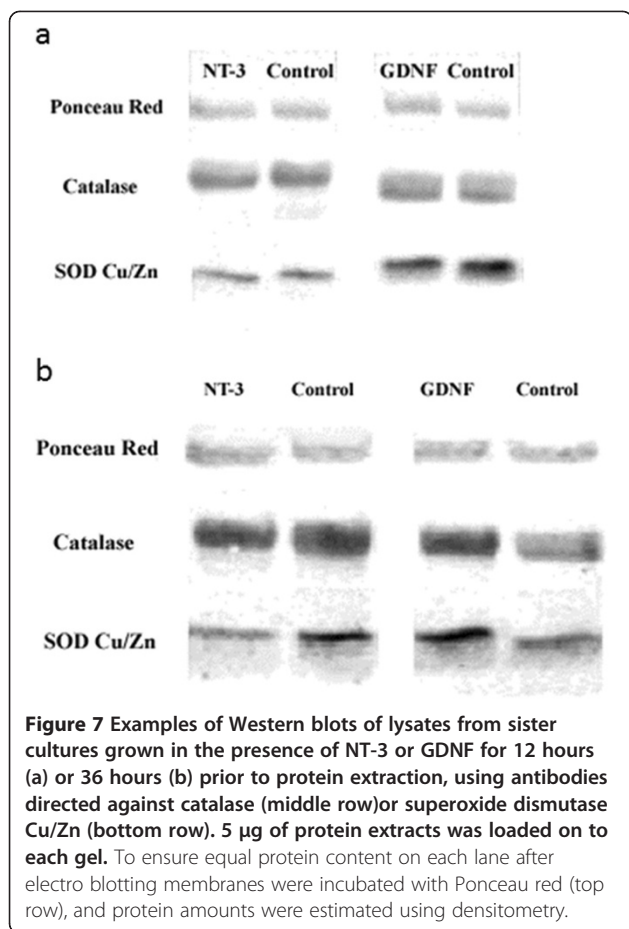 a
NT-3 Control GDNF Control
Ponceau Red
Catalase
SOD Cu/Zn
b
NT-3 Control GDNF Control
Ponceau Red
Catalase
SOD Cu/Zn
Figure 7 Examples of Western blots of lysates from sister
cultures grown in the presence of NT-3 or GDNF for 12 hours
(a) or 36 hours (b) prior to protein extraction, using antibodies
directed against catalase (middle row)or superoxide dismutase
Cu/Zn (bottom row). 5 μg of protein extracts was loaded on to
each gel. To ensure equal protein content on each lane after
electro blotting membranes were incubated with Ponceau red (top
row), and protein amounts were estimated using densitometry.